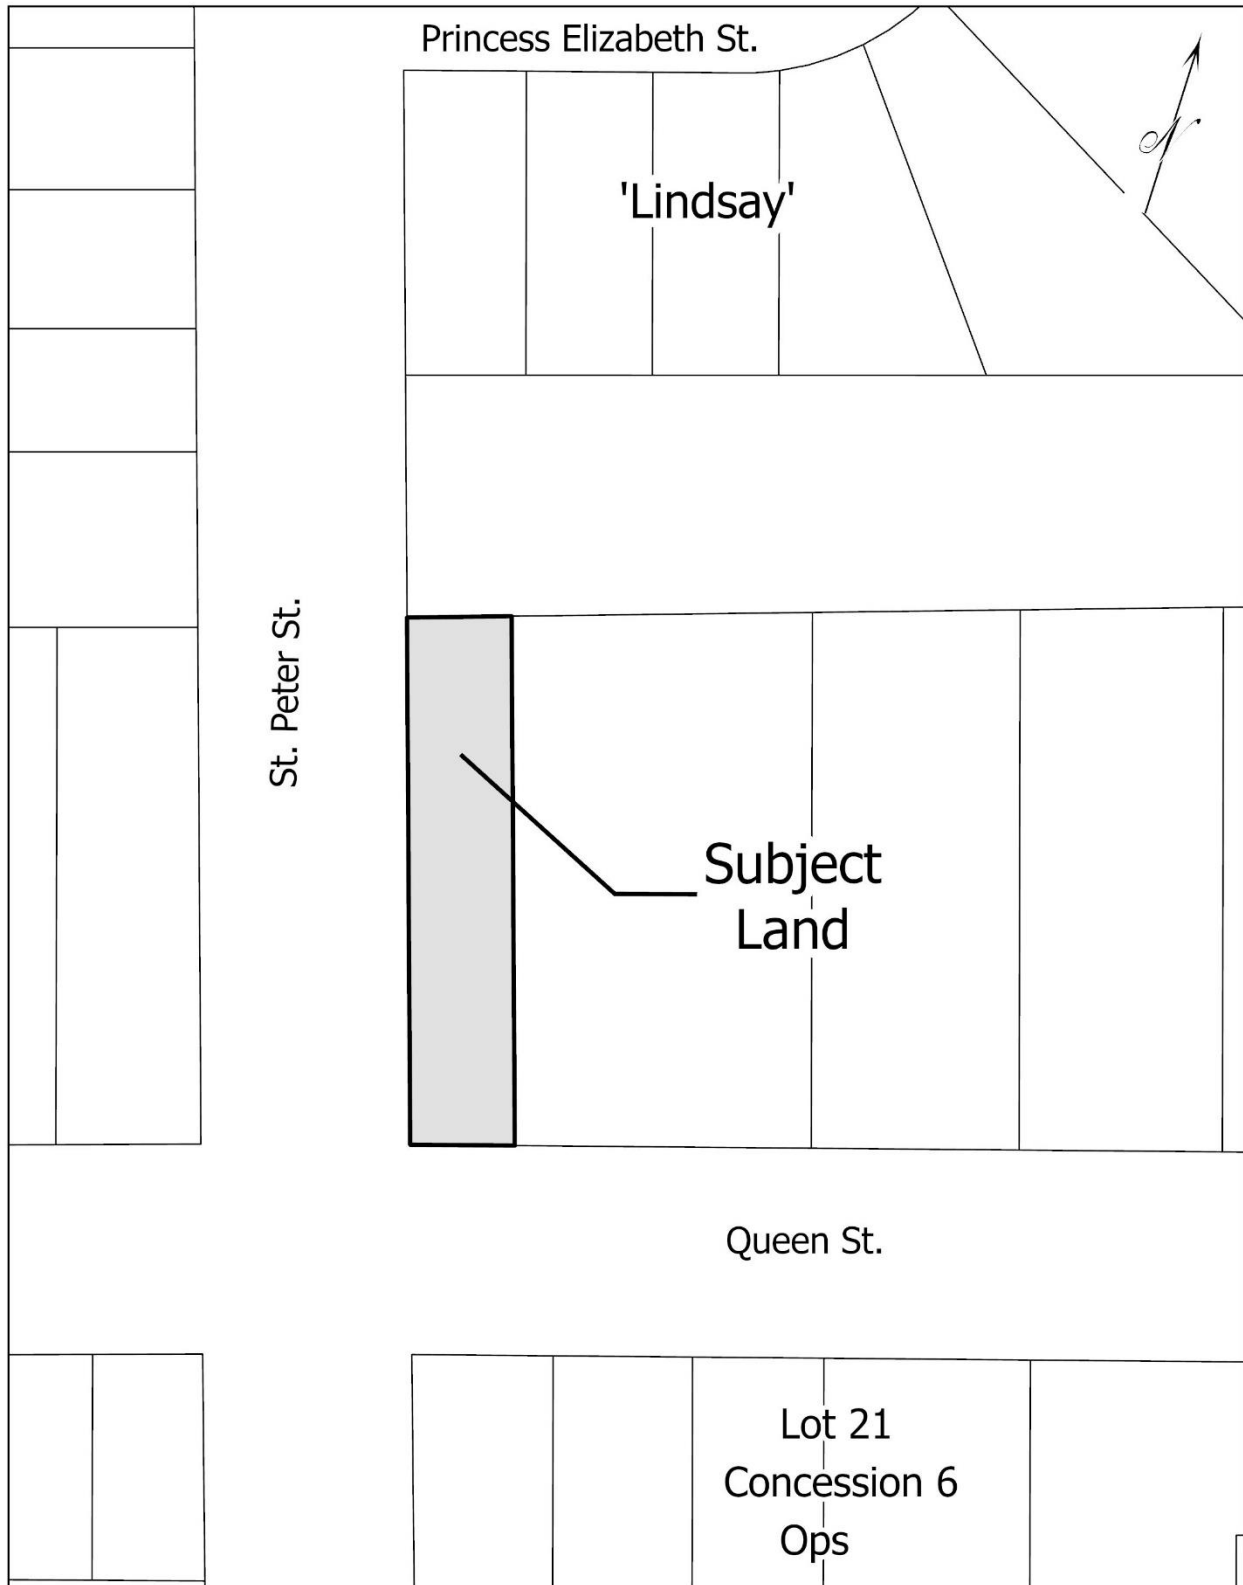 Princess Elizabeth St.
'Lindsay'
N
St. Peter St.
Subject
Land
Queen St.
Lot 21
Concession 6
Ops